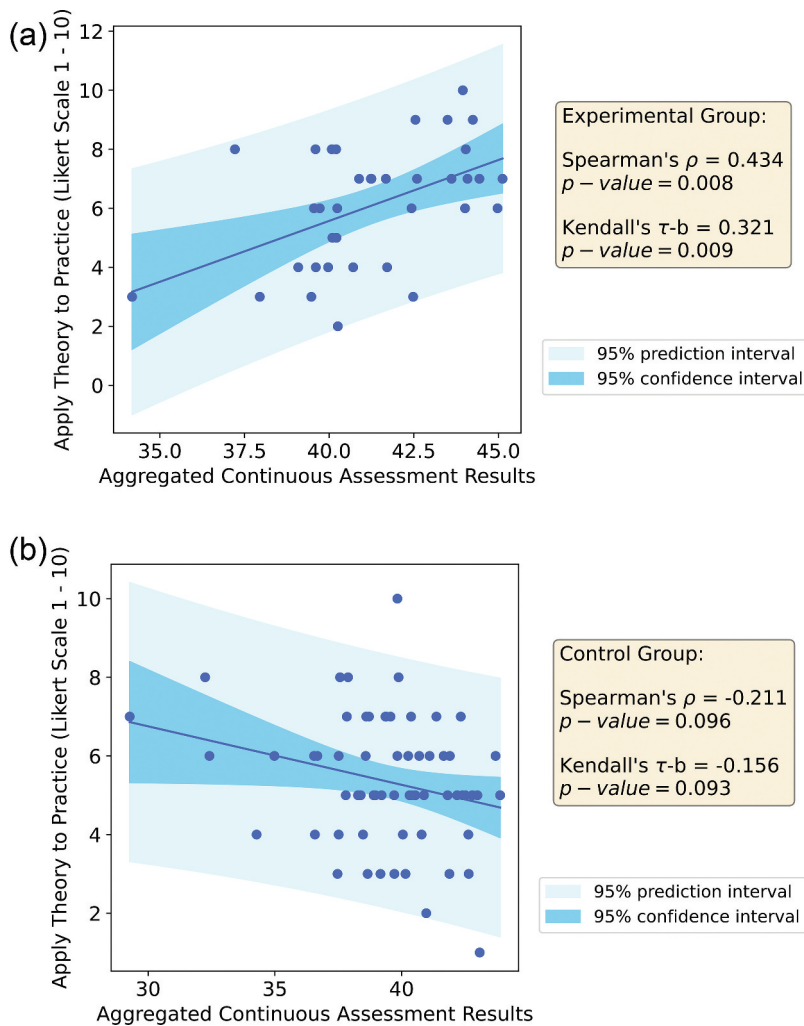 (a)
Apply Theory to Practice (Likert Scale 1 - 10)
12
10
8
6
4
2
0
35.0 37.5 40.0 42.5 45.0
Aggregated Continuous Assessment Results
Experimental Group:
Spearman's ρ = 0.434
p − value = 0.008
Kendall's τ-b = 0.321
p − value = 0.009
95% prediction interval
95% confidence interval
(b)
Apply Theory to Practice (Likert Scale 1 - 10)
10
8
6
4
2
30 35 40
Aggregated Continuous Assessment Results
Control Group:
Spearman's ρ = -0.211
p − value = 0.096
Kendall's τ-b = -0.156
p − value = 0.093
95% prediction interval
95% confidence interval